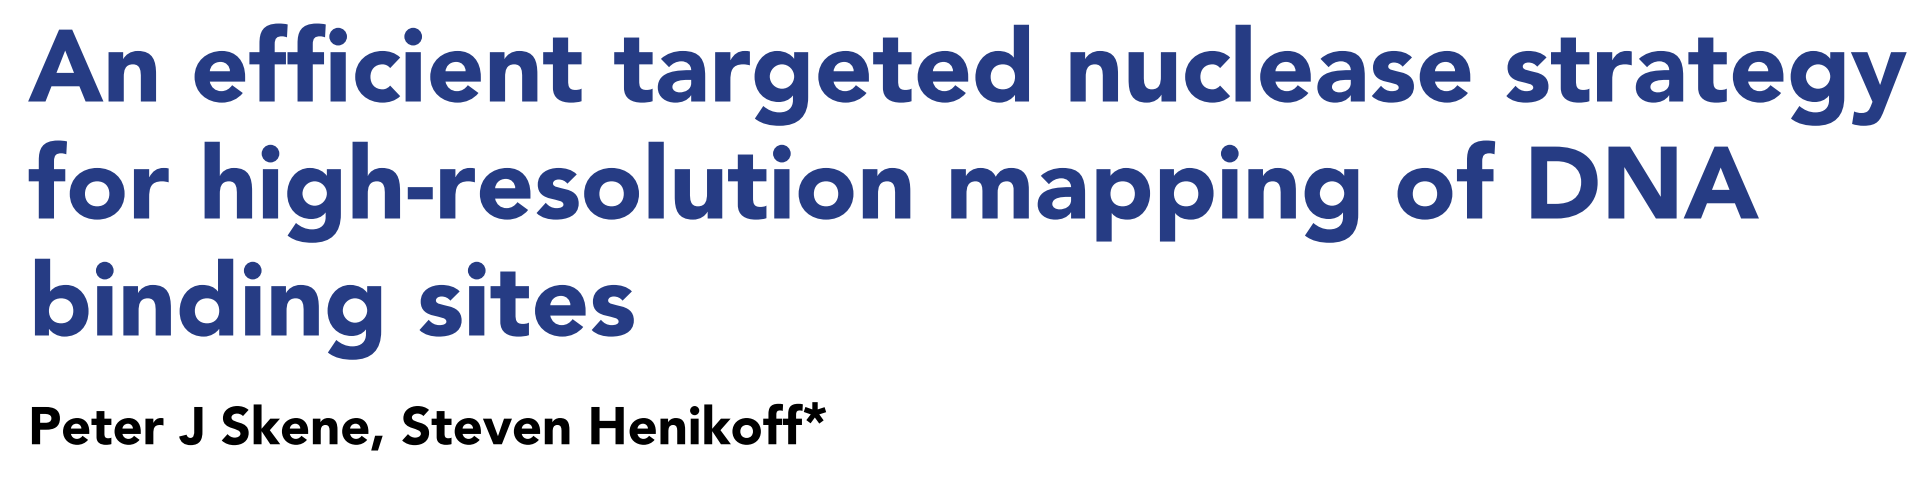 An efficient targeted nuclease strategy
for high-resolution mapping of DNA
binding sites
Peter J Skene, Steven Henikoff*